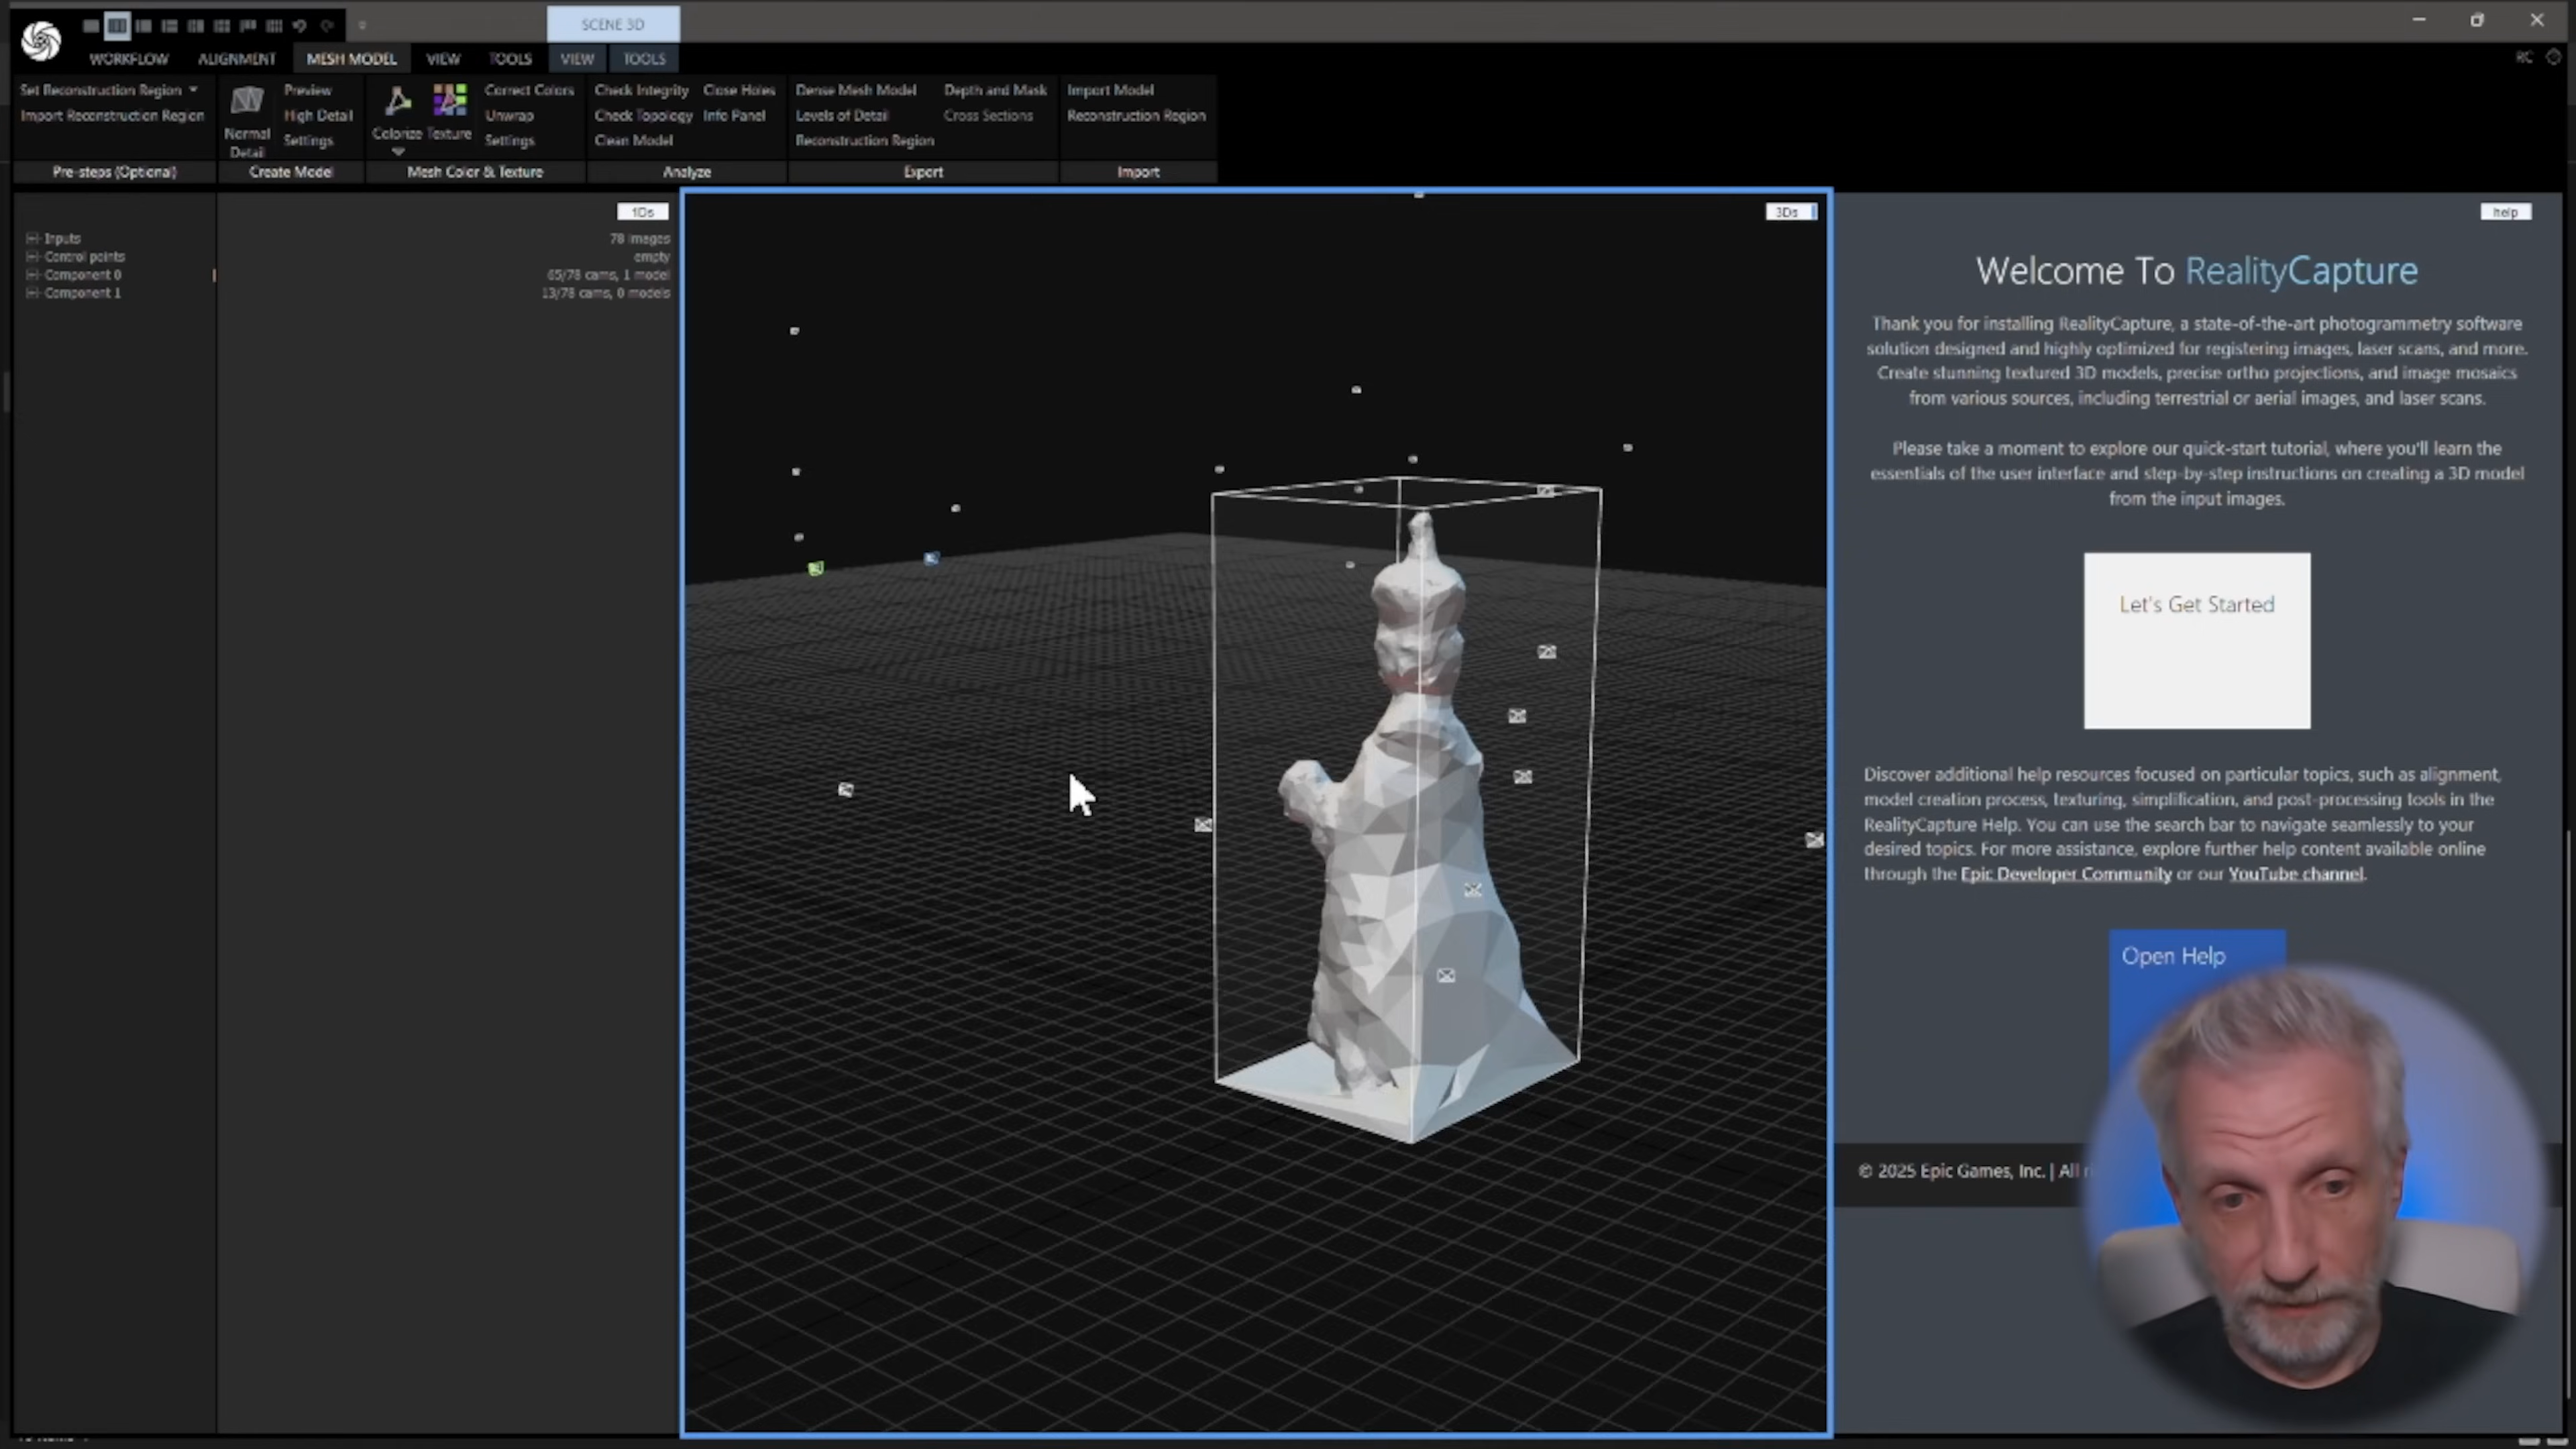 SCENE 3D
WORKFLOW ALIGNMENT MESH MODEL VIEW TOOLS VIEW TOOLS
RC
Set Reconstruction Region
Import Reconstruction Region
Pre-steps (Optional)
Normal
Detail
Preview
High Detail
Settings
Create Model
Colorize
Texture
Correct Colors
Unwrap
Settings
Mesh Color & Texture
Check Integrity
Check Topology
Clean Model
Close Holes
Info Panel
Analyze
Dense Mesh Model
Levels of Detail
Reconstruction Region
Depth and Mask
Cross Sections
Export
Import Model
Reconstruction Region
Import
1Ds
Inputs 78 images
Control points empty
Component 0 65/78 cams, 1 model
Component 1 13/78 cams, 0 models
3Ds
help
Welcome To RealityCapture
Thank you for installing RealityCapture, a state-of-the-art photogrammetry software
solution designed and highly optimized for registering images, laser scans, and more.
Create stunning textured 3D models, precise ortho projections, and image mosaics
from various sources, including terrestrial or aerial images, and laser scans.
Please take a moment to explore our quick-start tutorial, where you'll learn the
essentials of the user interface and step-by-step instructions on creating a 3D model
from the input images.
Let's Get Started
Discover additional help resources focused on particular topics, such as alignment,
model creation process, texturing, simplification, and post-processing tools in the
RealityCapture Help. You can use the search bar to navigate seamlessly to your
desired topics. For more assistance, explore further help content available online
through the Epic Developer Community or our YouTube channel.
Open Help
© 2025 Epic Games, Inc. | All